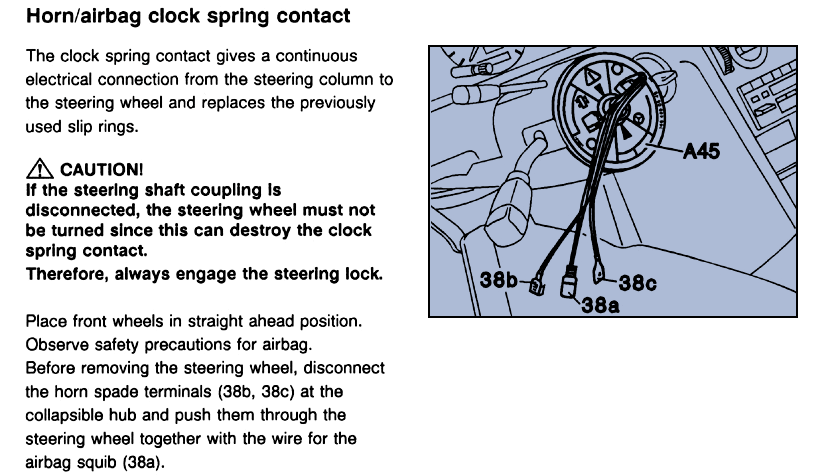 Horn/airbag clock spring contact
The clock spring contact gives a continuous
electrical connection from the steering column to
the steering wheel and replaces the previously
used slip rings.
CAUTION!
If the steering shaft coupling is
disconnected, the steering wheel must not
be turned since this can destroy the clock
spring contact.
Therefore, always engage the steering lock.
Place front wheels in straight ahead position.
Observe safety precautions for airbag.
Before removing the steering wheel, disconnect
the horn spade terminals (38b, 38c) at the
collapsible hub and push them through the
steering wheel together with the wire for the
airbag squib (38a).
A45
38b
38c
38a